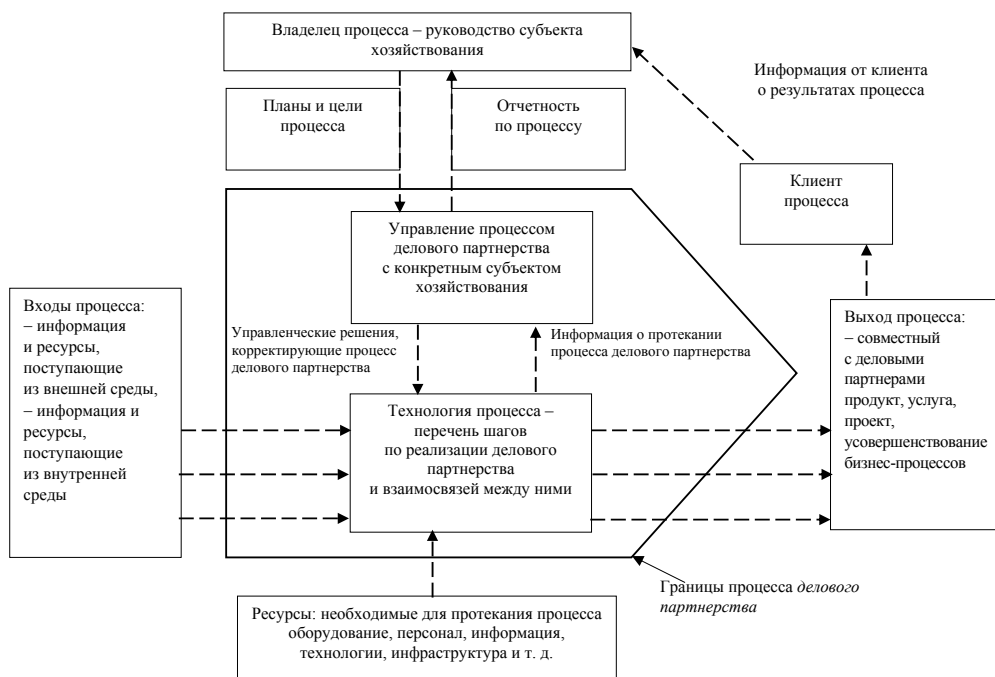 Владелец процесса – руководство субъекта
хозяйствования
Информация от клиента
о результатах процесса
Планы и цели
процесса
Отчетность
по процессу
Клиент
процесса
Управление процессом
делового партнерства
с конкретным субъектом
хозяйствования
Входы процесса:
– информация
и ресурсы,
поступающие
из внешней среды,
– информация и
ресурсы,
поступающие
из внутренней
среды
Управленческие решения,
корректирующие процесс
делового партнерства
Информация о протекании
процесса делового партнерства
Выход процесса:
– совместный
с деловыми
партнерами
продукт, услуга,
проект,
усовершенствование
бизнес-процессов
Технология процесса –
перечень шагов
по реализации делового
партнерства
и взаимосвязей между ними
Границы процесса делового
партнерства
Ресурсы: необходимые для протекания процесса
оборудование, персонал, информация,
технологии, инфраструктура и т. д.